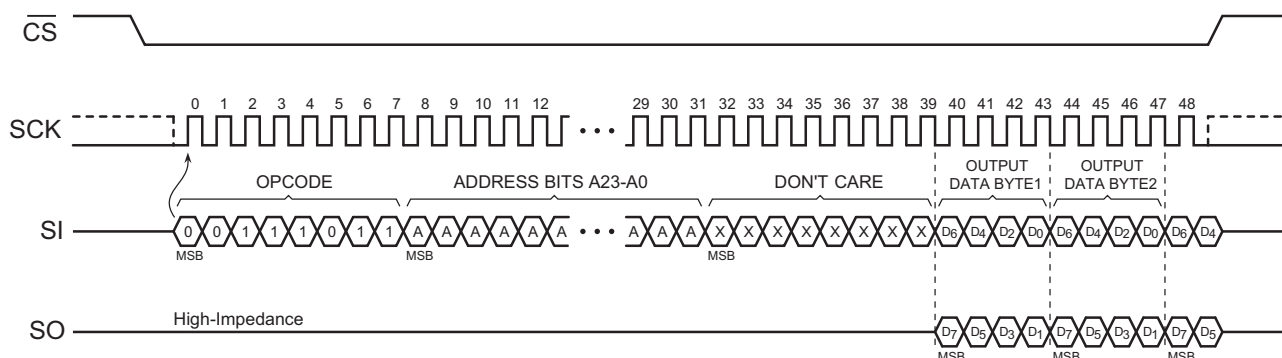 CS
0 1 2 3 4 5 6 7 8 9 10 11 12 29 30 31 32 33 34 35 36 37 38 39 40 41 42 43 44 45 46 47 48
SCK
OPCODE ADDRESS BITS A23-A0 DON'T CARE OUTPUT DATA BYTE1 OUTPUT DATA BYTE2
SI 0 0 1 1 1 0 1 1 A A A A A A A A A X X X X X X X X D6 D4 D2 D0 D6 D4 D2 D0 D6 D4
MSB MSB MSB
High-Impedance
SO D7 D5 D3 D1 D7 D5 D3 D1 D7 D5
MSB MSB MSB